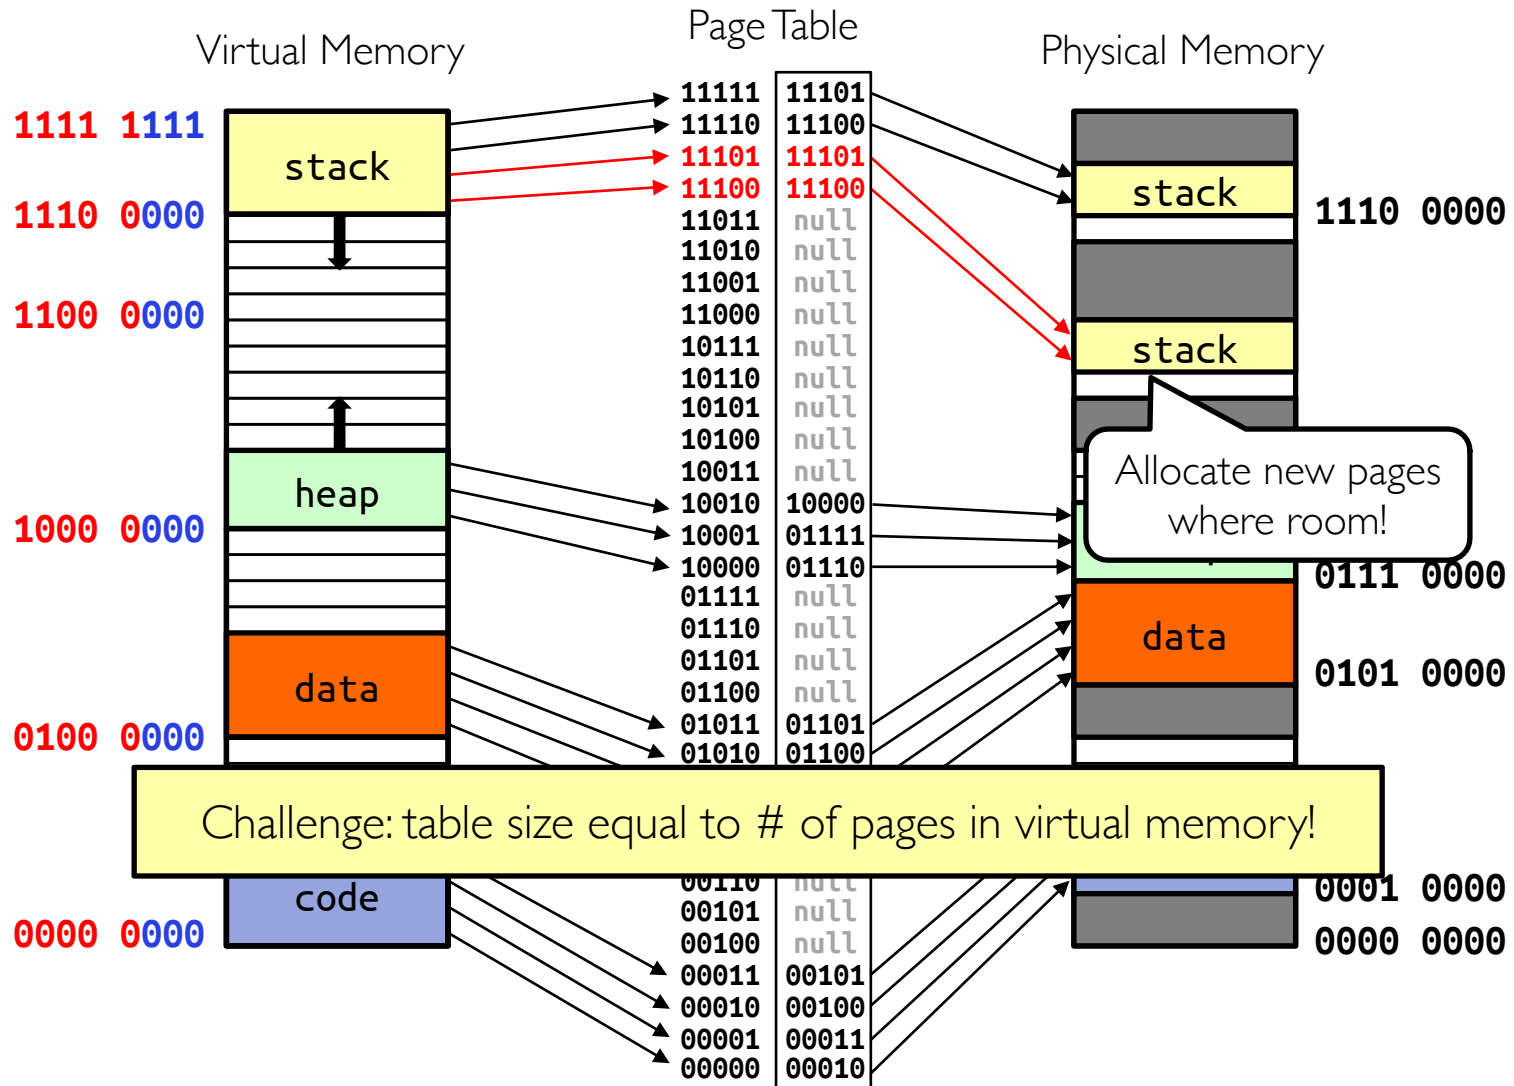 Virtual Memory
Page Table
Physical Memory
1111 1111
1110 0000
1100 0000
1000 0000
0100 0000
0000 0000
stack
heap
data
code
11111 11101
11110 11100
11101 11101
11100 11100
11011 null
11010 null
11001 null
11000 null
10111 null
10110 null
10101 null
10100 null
10011 null
10010 10000
10001 01111
10000 01110
01111 null
01110 null
01101 null
01100 null
01011 01101
01010 01100
00110 null
00101 null
00100 null
00011 00101
00010 00100
00001 00011
00000 00010
stack
stack
data
1110 0000
0111 0000
0101 0000
0001 0000
0000 0000
Allocate new pages
where room!
Challenge: table size equal to # of pages in virtual memory!